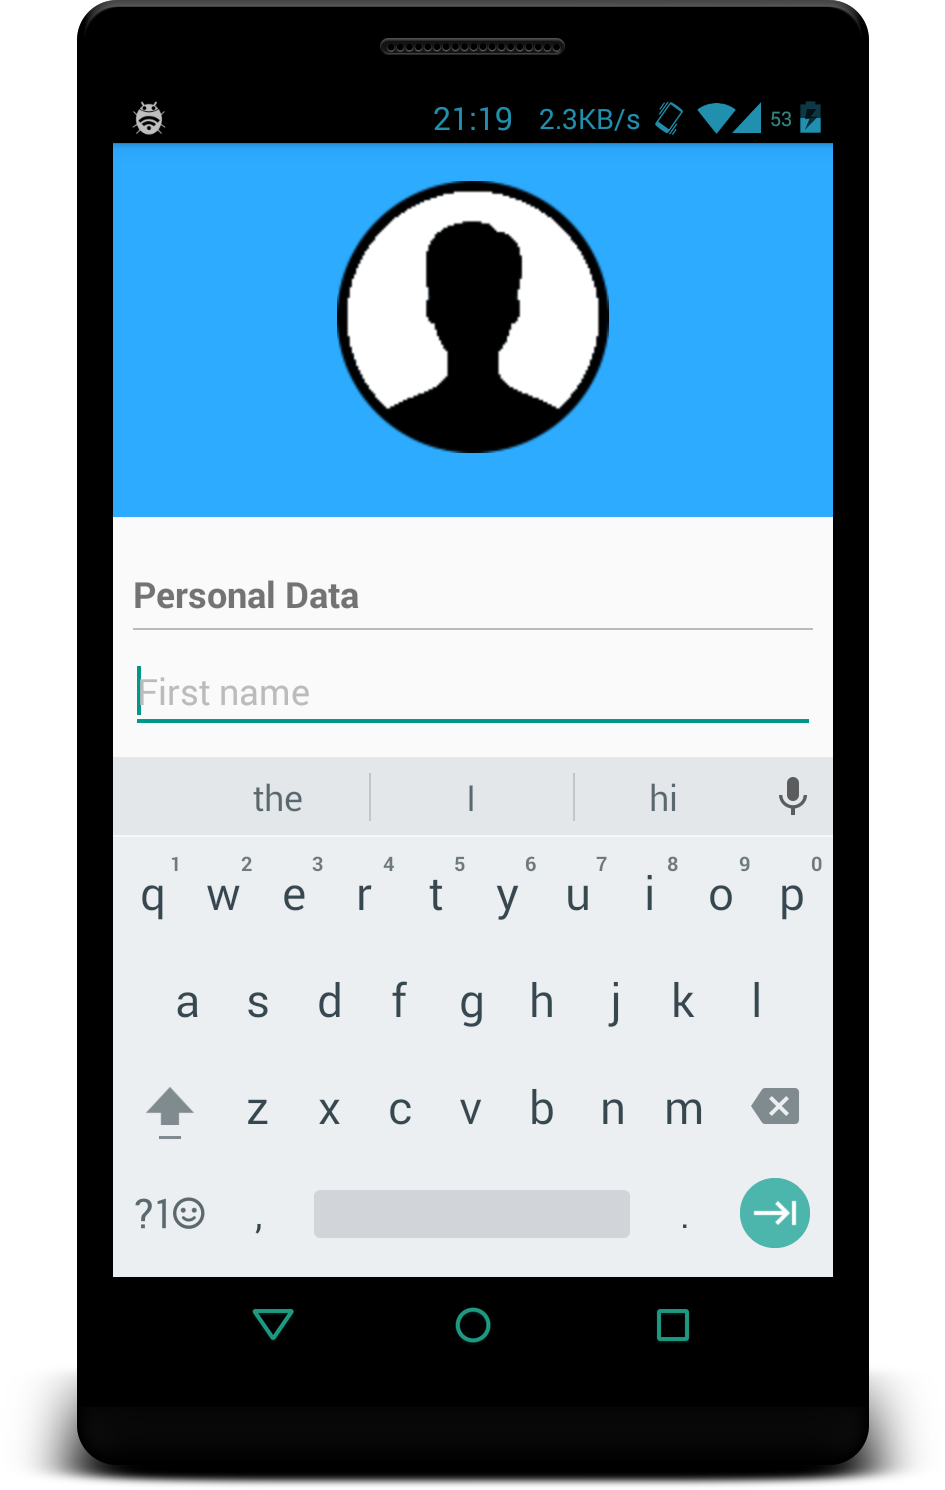 21:19 2.3KB/s 53
Personal Data
First name
the I hi
1 2 3 4 5 6 7 8 9 0
q w e r t y u i o p
a s d f g h j k l
z x c v b n m
?1☺ , .